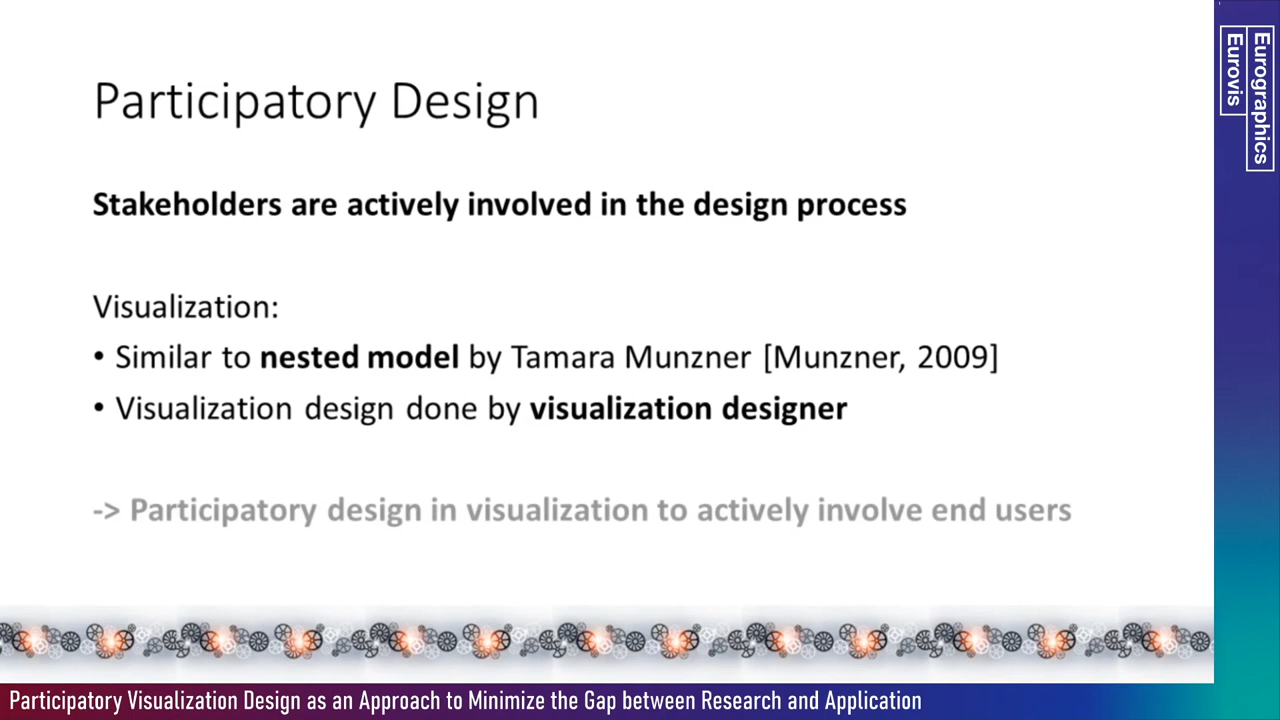 Participatory Design
Stakeholders are actively involved in the design process
Visualization:
• Similar to nested model by Tamara Munzner [Munzner, 2009]
• Visualization design done by visualization designer
-> Participatory design in visualization to actively involve end users
Eurographics
Eurovis
Participatory Visualization Design as an Approach to Minimize the Gap between Research and Application